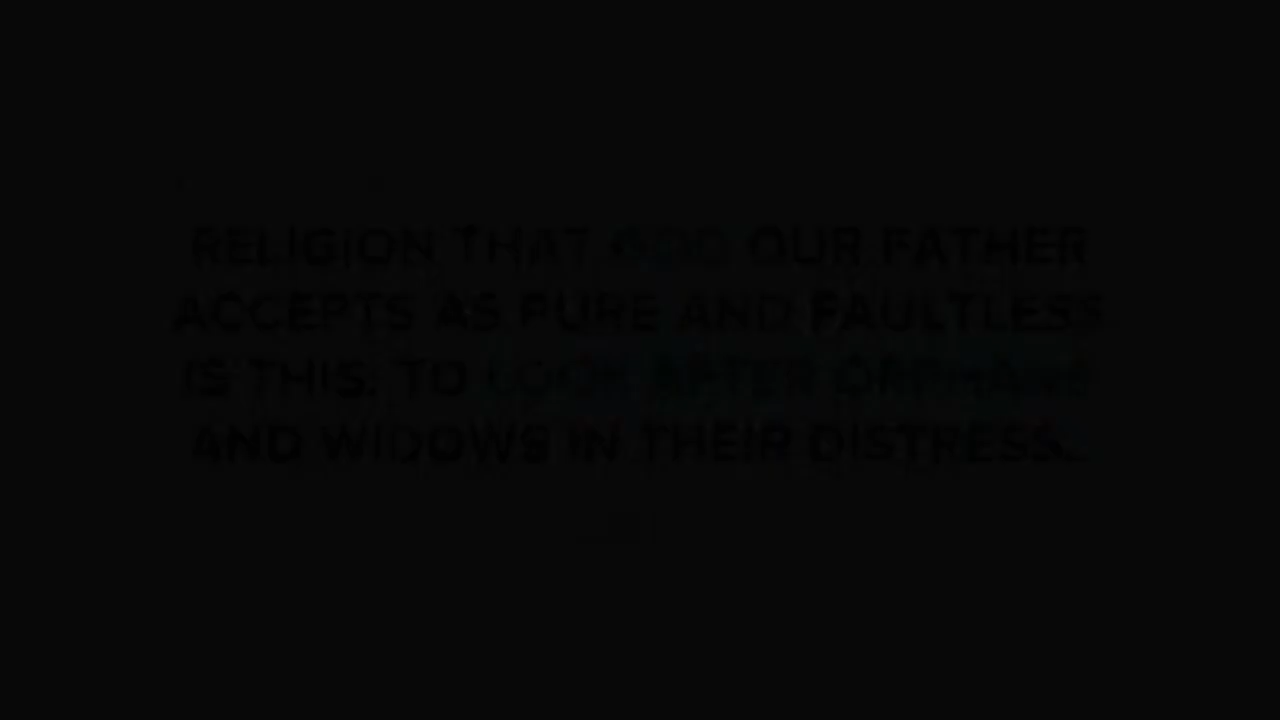 RELIGION THAT GOD OUR FATHER
ACCEPTS AS PURE AND FAULTLESS
IS THIS: TO LOOK AFTER ORPHANS
AND WIDOWS IN THEIR DISTRESS...